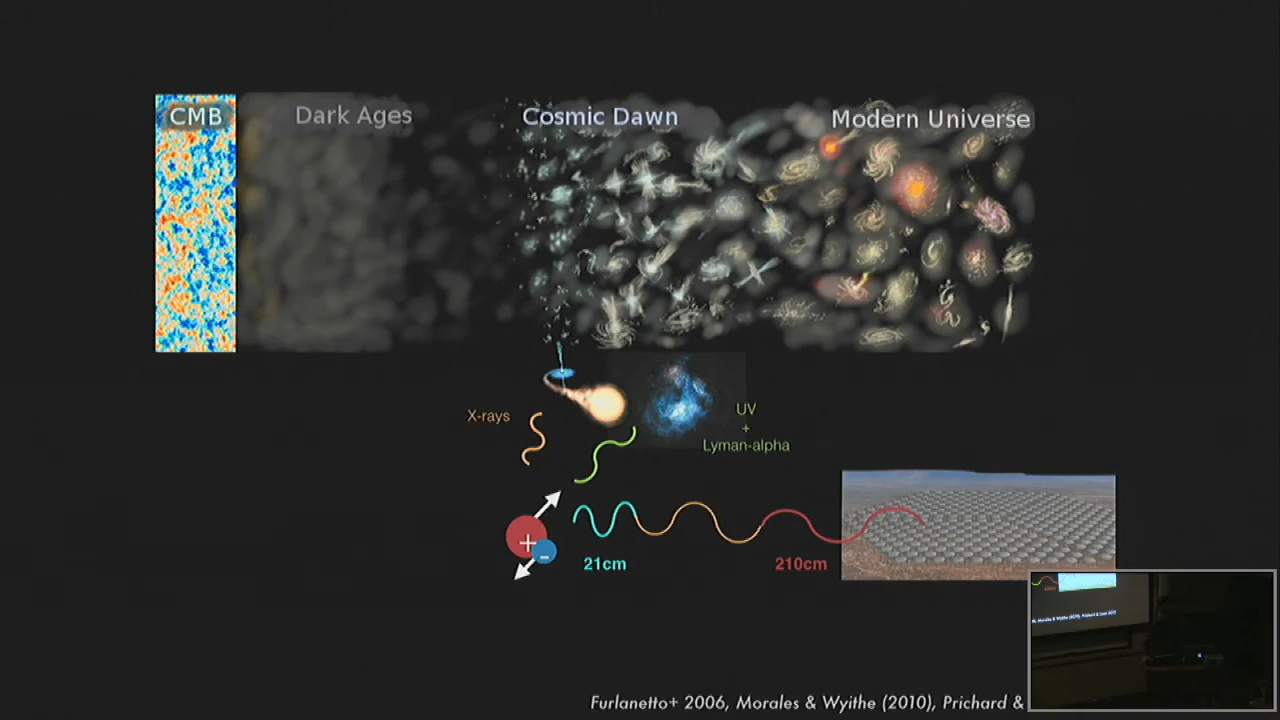 CMB
Dark Ages
Cosmic Dawn
Modern Universe
X-rays
UV
+
Lyman-alpha
+
-
21cm
210cm
Furlanetto+ 2006, Morales & Wyithe (2010), Prichard &